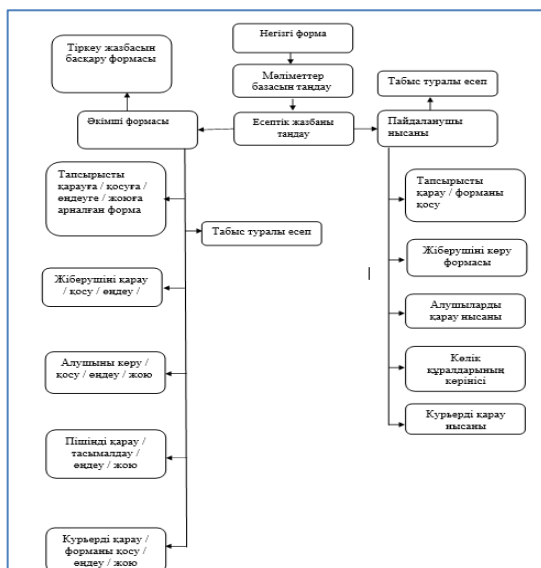 Негізгі форма
Тіркеу жазбасын
басқару формасы
Мәліметтер
базасын таңдау
Табыс туралы есеп
Әкімші формасы
Есептік жазбаны
таңдау
Пайдаланушы
нысаны
Тапсырысты
қарауға / қосуға /
өңдеуге / жоюға
арналған форма
Табыс туралы есеп
Жіберушіні қарау
/ қосу / өңдеу /
Алушыны көру /
қосу / өңдеу / жою
Пішінді қарау /
тасымалдау /
өңдеу / жою
Курьерді қарау /
форманы қосу /
өңдеу / жою
Тапсырысты
қарау / форманы
қосу
Жіберушіні көру
формасы
Алушыларды
қарау нысаны
Көлік
құралдарының
көрінісі
Курьерді қарау
нысаны